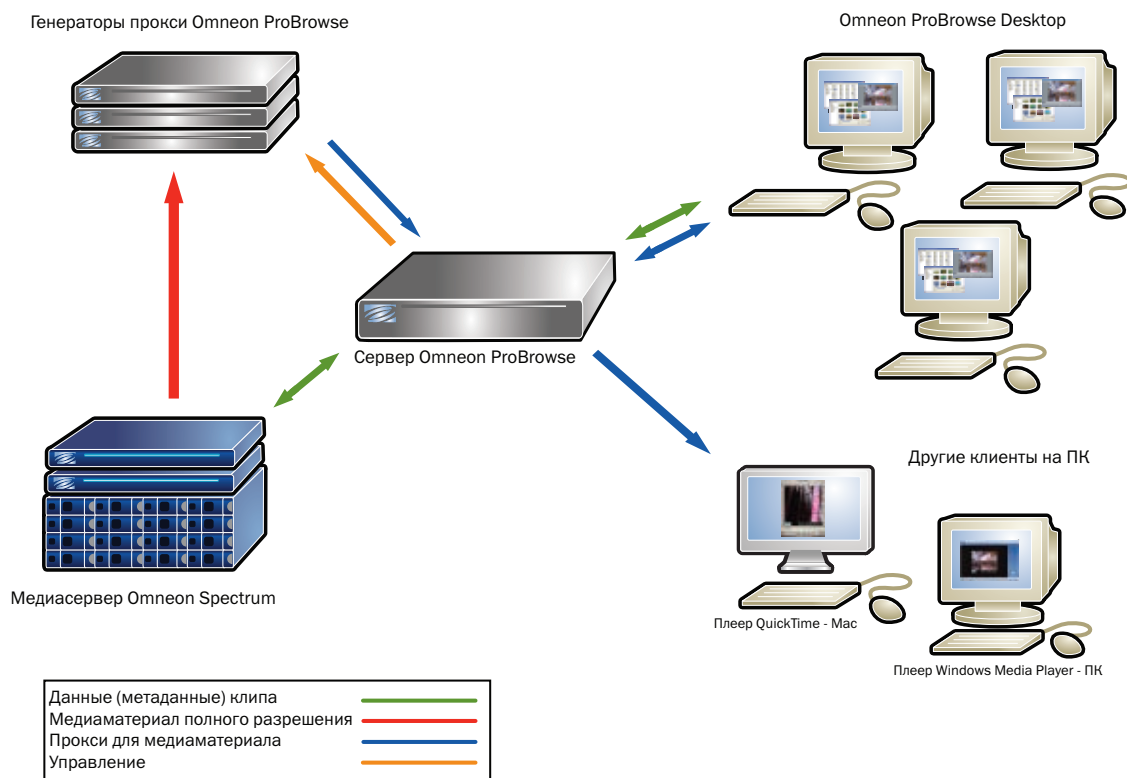 Генераторы прокси Omneon ProBrowse
Omneon ProBrowse Desktop
Сервер Omneon ProBrowse
Другие клиенты на ПК
Медиасервер Omneon Spectrum
Плеер QuickTime - Mac
Плеер Windows Media Player - ПК
Данные (метаданные) клипа
Медиаматериал полного разрешения
Прокси для медиаматериала
Управление